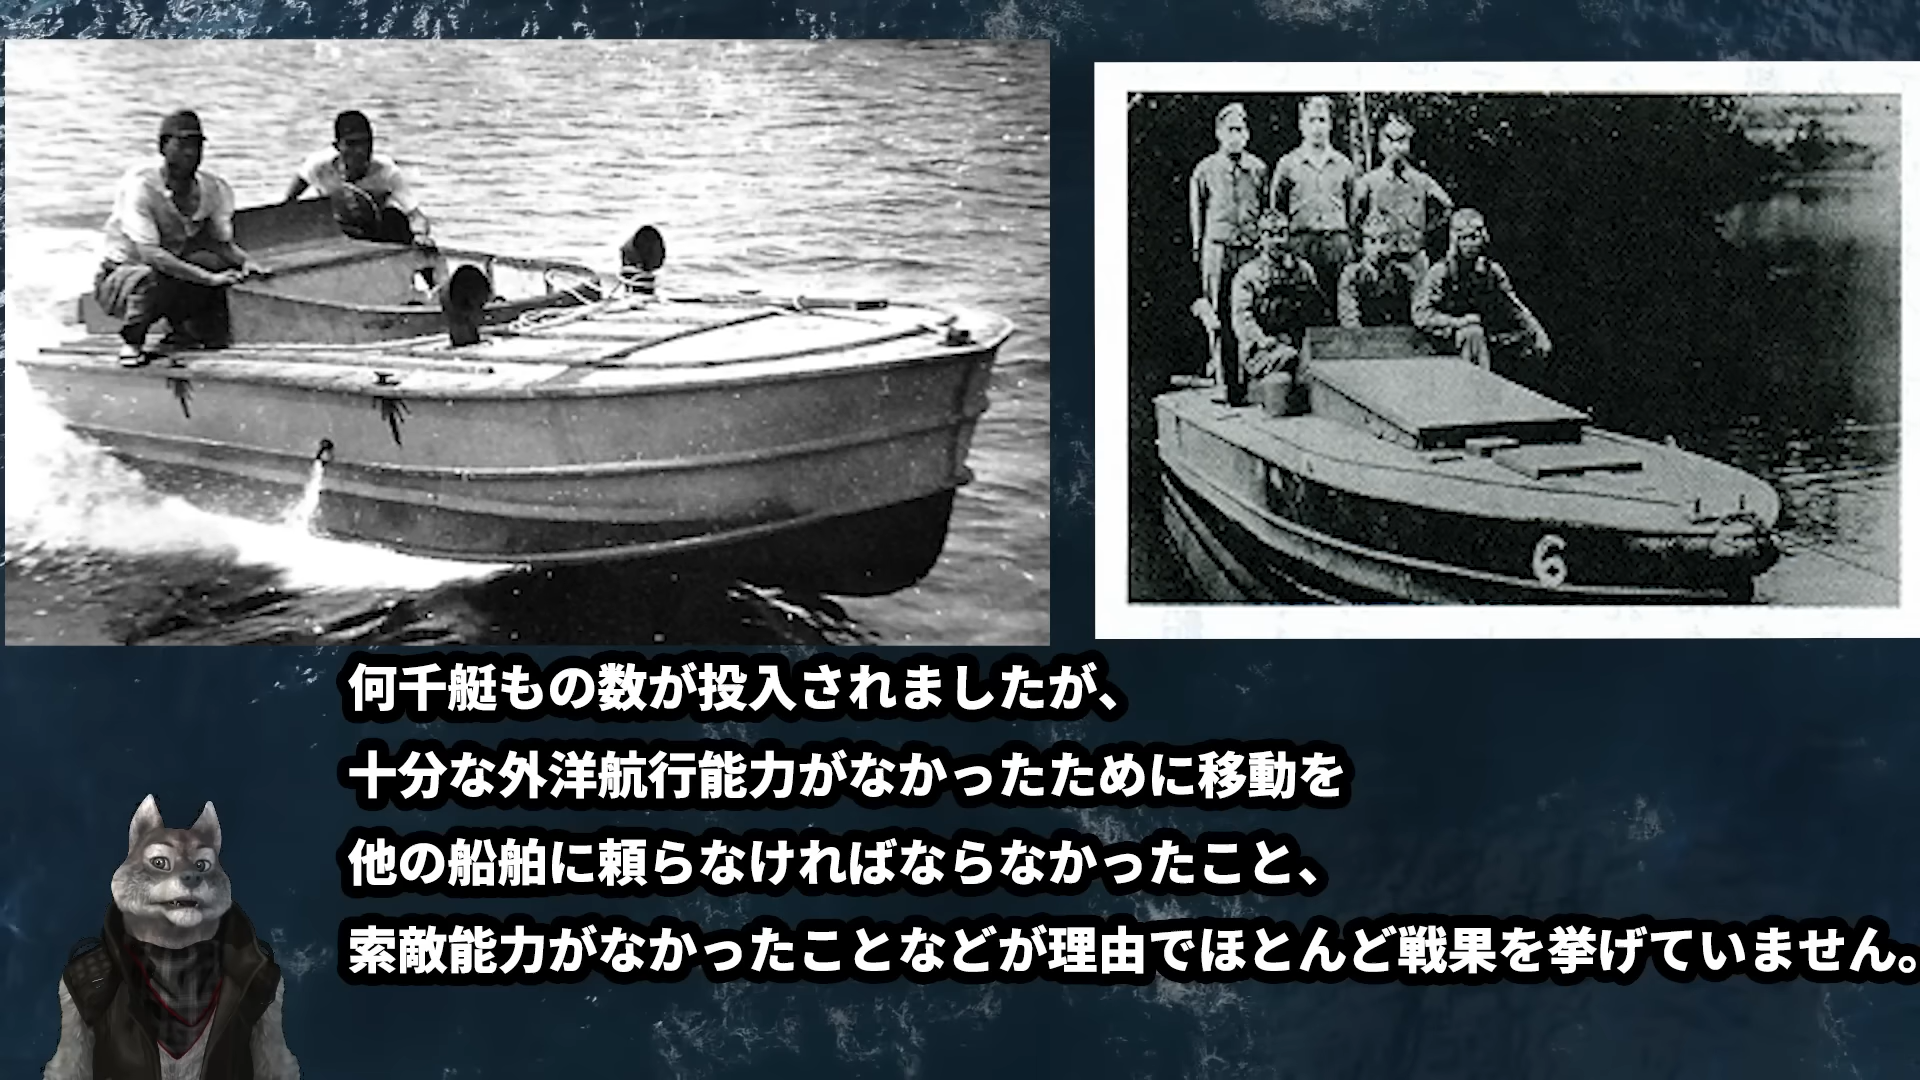 6
何千艇もの数が投入されましたが、
十分な外洋航行能力がなかったために移動を
他の船舶に頼らなければならなかったこと、
索敵能力がなかったことなどが理由でほとんど戦果を挙げていません。